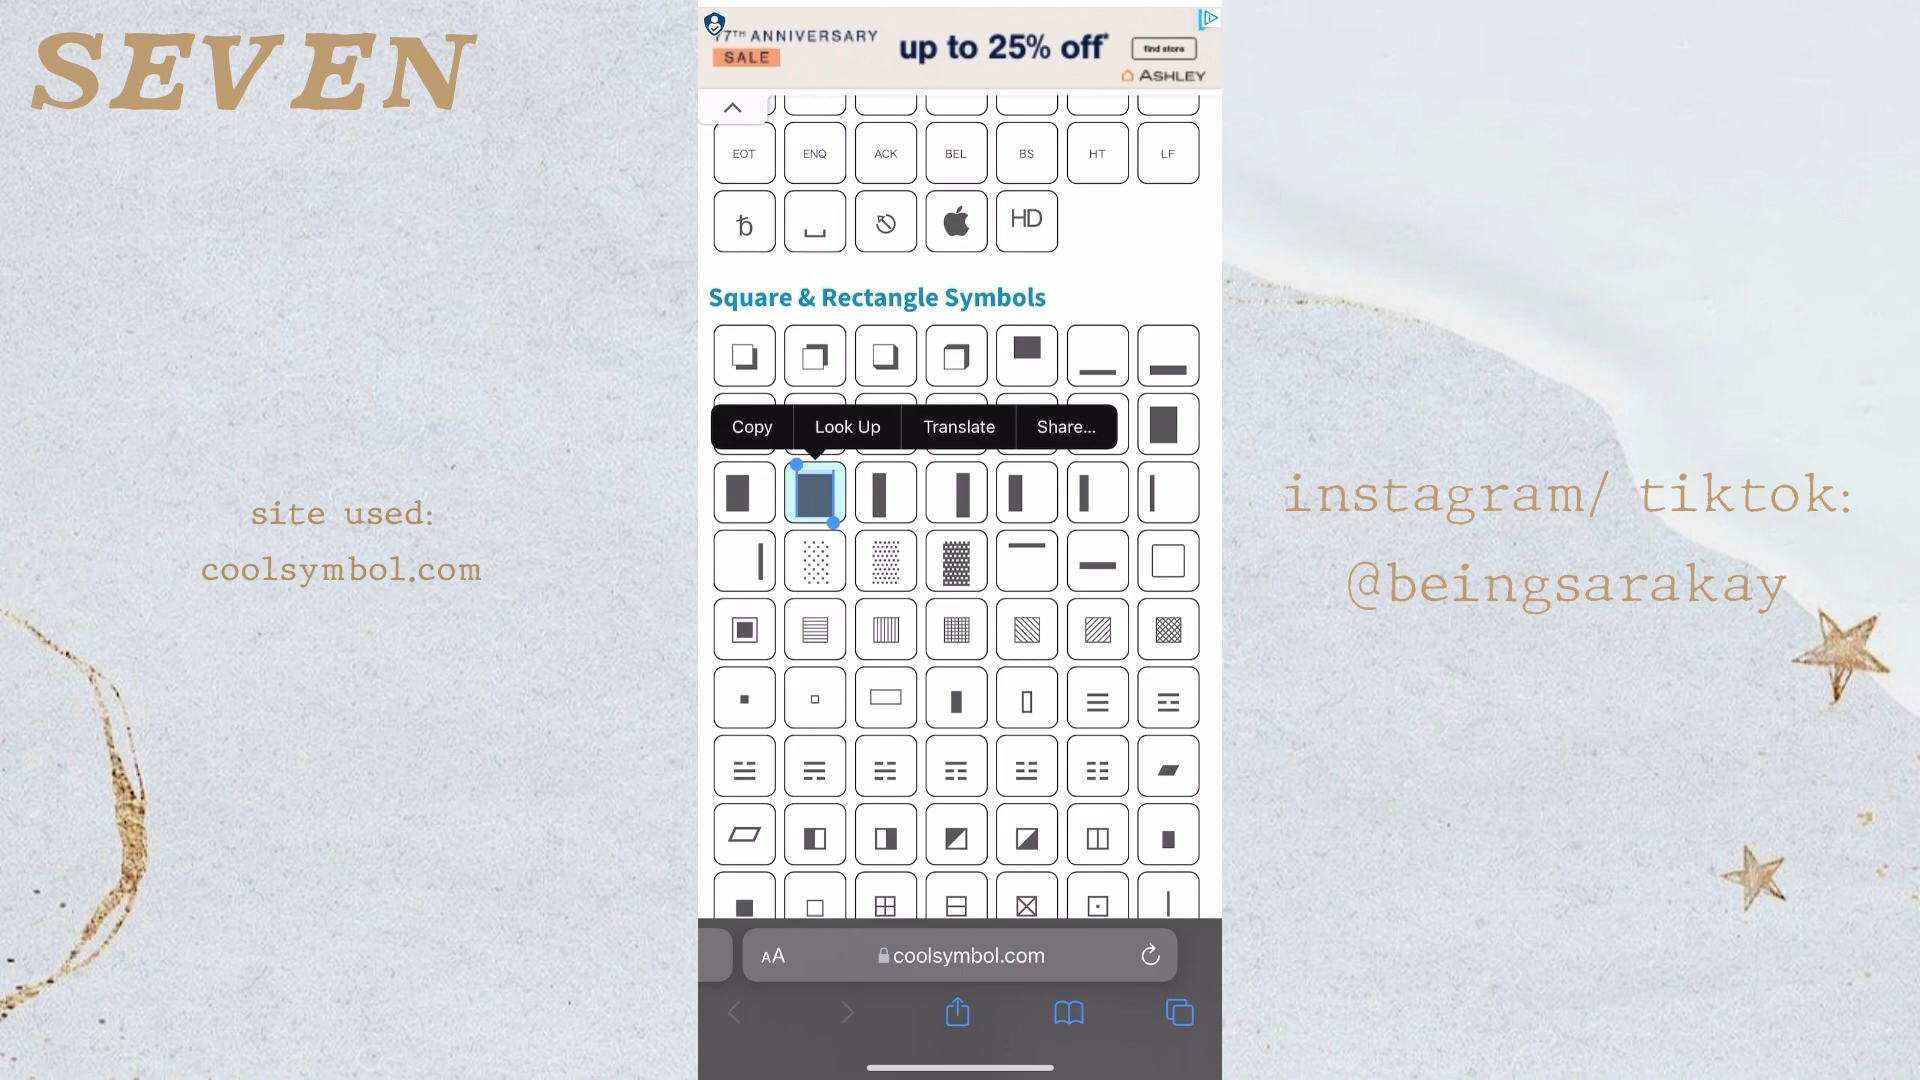 SEVEN
site used:
coolsymbol.com
77TH ANNIVERSARY
SALE
up to 25% off*
find store
ASHLEY
EOT ENQ ACK BEL BS HT LF
HD
Square & Rectangle Symbols
Copy Look Up Translate Share...
AA coolsymbol.com
instagram/ tiktok:
@beingsarakay